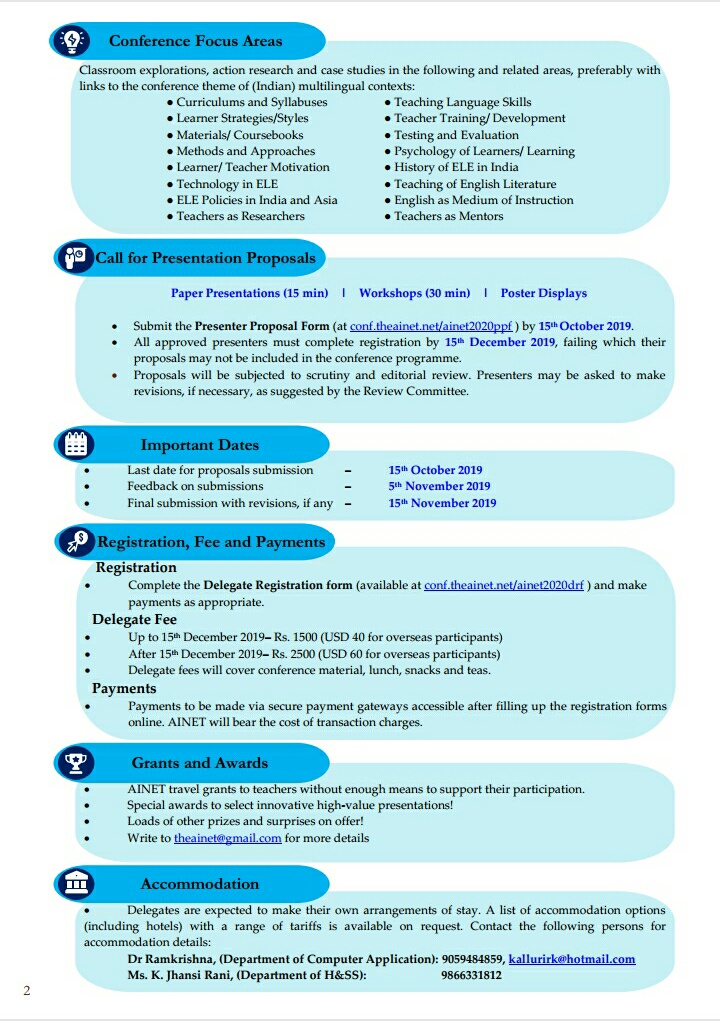 Conference Focus Areas
Classroom explorations, action research and case studies in the following and related areas, preferably with
links to the conference theme of (Indian) multilingual contexts:
● Curriculums and Syllabuses
● Learner Strategies/Styles
● Materials/ Coursebooks
● Methods and Approaches
● Learner/ Teacher Motivation
● Technology in ELE
● ELE Policies in India and Asia
● Teachers as Researchers
● Teaching Language Skills
● Teacher Training/ Development
● Testing and Evaluation
● Psychology of Learners/ Learning
● History of ELE in India
● Teaching of English Literature
● English as Medium of Instruction
● Teachers as Mentors
Call for Presentation Proposals
Paper Presentations (15 min) | Workshops (30 min) | Poster Displays
• Submit the Presenter Proposal Form (at conf.theainet.net/ainet2020ppf ) by 15th October 2019.
• All approved presenters must complete registration by 15th December 2019, failing which their
proposals may not be included in the conference programme.
• Proposals will be subjected to scrutiny and editorial review. Presenters may be asked to make
revisions, if necessary, as suggested by the Review Committee.
Important Dates
• Last date for proposals submission – 15th October 2019
• Feedback on submissions – 5th November 2019
• Final submission with revisions, if any – 15th November 2019
Registration, Fee and Payments
Registration
• Complete the Delegate Registration form (available at conf.theainet.net/ainet2020drf ) and make
payments as appropriate.
Delegate Fee
• Up to 15th December 2019– Rs. 1500 (USD 40 for overseas participants)
• After 15th December 2019– Rs. 2500 (USD 60 for overseas participants)
• Delegate fees will cover conference material, lunch, snacks and teas.
Payments
• Payments to be made via secure payment gateways accessible after filling up the registration forms
online. AINET will bear the cost of transaction charges.
Grants and Awards
• AINET travel grants to teachers without enough means to support their participation.
• Special awards to select innovative high-value presentations!
• Loads of other prizes and surprises on offer!
• Write to theainet@gmail.com for more details
Accommodation
• Delegates are expected to make their own arrangements of stay. A list of accommodation options
(including hotels) with a range of tariffs is available on request. Contact the following persons for
accommodation details:
Dr Ramkrishna, (Department of Computer Application): 9059484859, kallurirk@hotmail.com
Ms. K. Jhansi Rani, (Department of H&SS): 9866331812
2